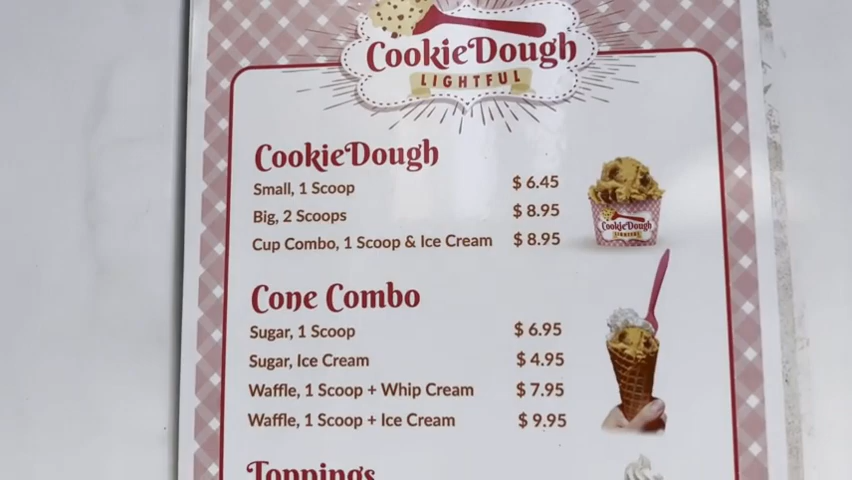 CookieDough
LIGHTFUL
CookieDough
Small, 1 Scoop $ 6.45
Big, 2 Scoops $ 8.95
Cup Combo, 1 Scoop & Ice Cream $ 8.95
CookieDough
LIGHTFUL
Cone Combo
Sugar, 1 Scoop $ 6.95
Sugar, Ice Cream $ 4.95
Waffle, 1 Scoop + Whip Cream $ 7.95
Waffle, 1 Scoop + Ice Cream $ 9.95
Toppings